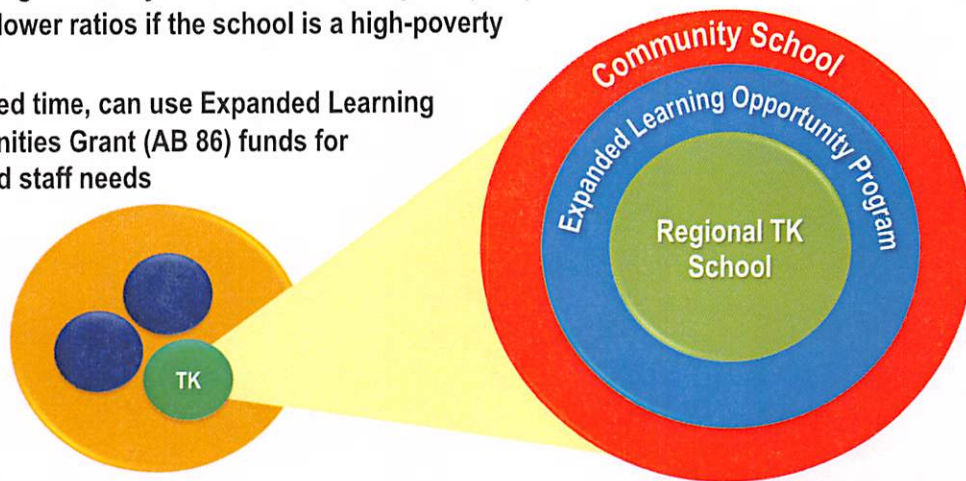 lower ratios if the school is a high-poverty
ed time, can use Expanded Learning
nities Grant (AB 86) funds for
d staff needs
Community School
Expanded Learning Opportunity Program
Regional TK
School
TK